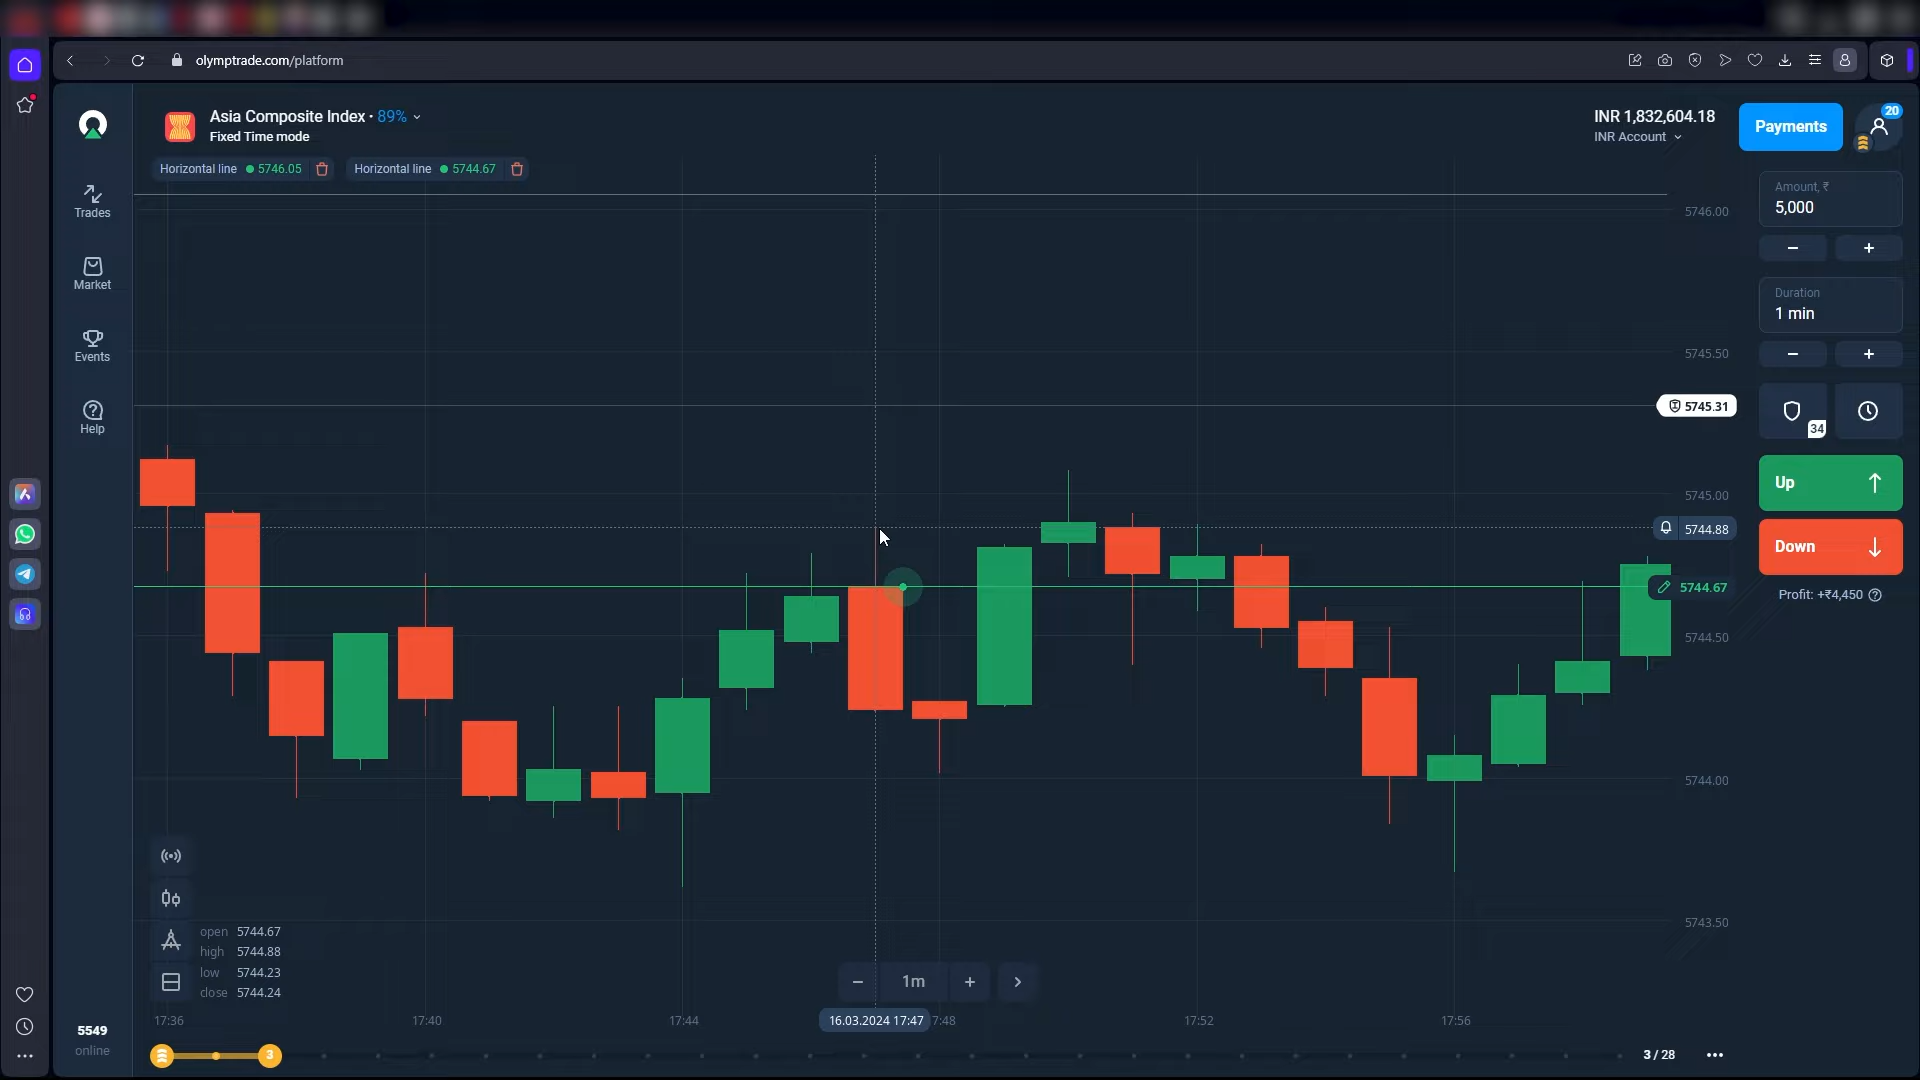 olymptrade.com/platform
Asia Composite Index • 89%
Fixed Time mode
INR 1,832,604.18
INR Account
Payments
20
Horizontal line 5746.05
Horizontal line 5744.67
Trades
Market
Events
Help
5746.00
5745.50
5745.31
5745.00
5744.88
5744.67
5744.50
5744.00
5743.50
Amount, ₹
5,000
− +
Duration
1 min
− +
34
Up
Down
Profit: +₹4,450
open 5744.67
high 5744.88
low 5744.23
close 5744.24
− 1m +
17:36
17:40
17:44
16.03.2024 17:47
7:48
17:52
17:56
5549
online
3
3 / 28